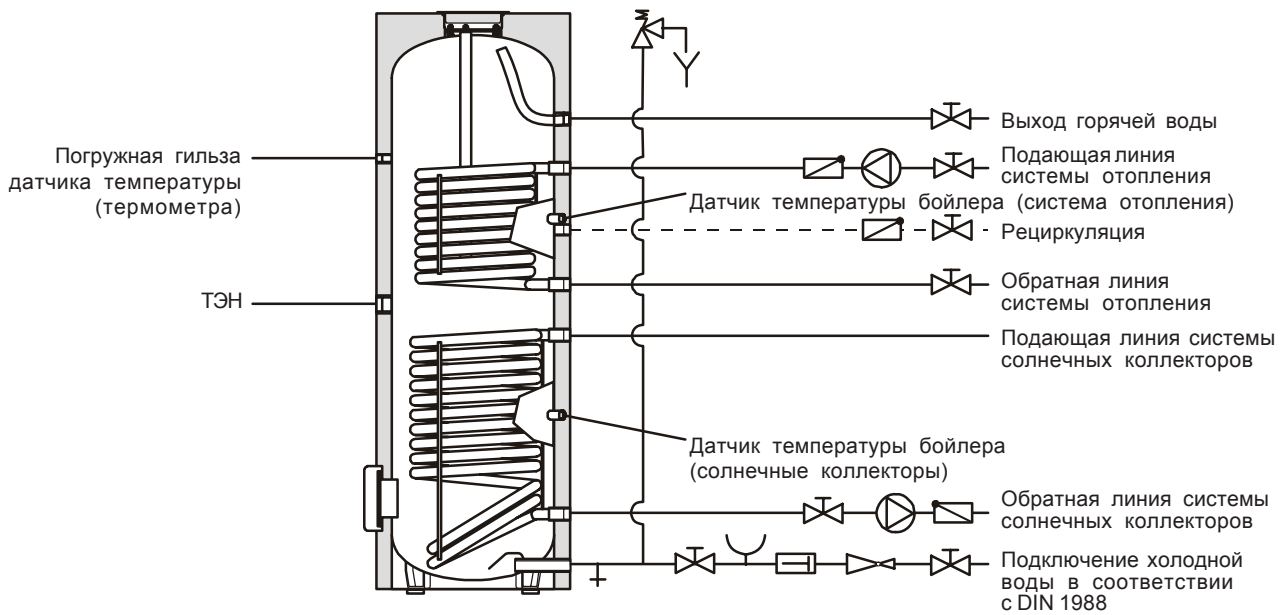 Погружная гильза
датчика температуры
(термометра)
ТЭН
Выход горячей воды
Подающая линия
системы отопления
Датчик температуры бойлера (система отопления)
Рециркуляция
Обратная линия
системы отопления
Подающая линия системы
солнечных коллекторов
Датчик температуры бойлера
(солнечные коллекторы)
Обратная линия системы
солнечных коллекторов
Подключение холодной
воды в соответствии
с DIN 1988